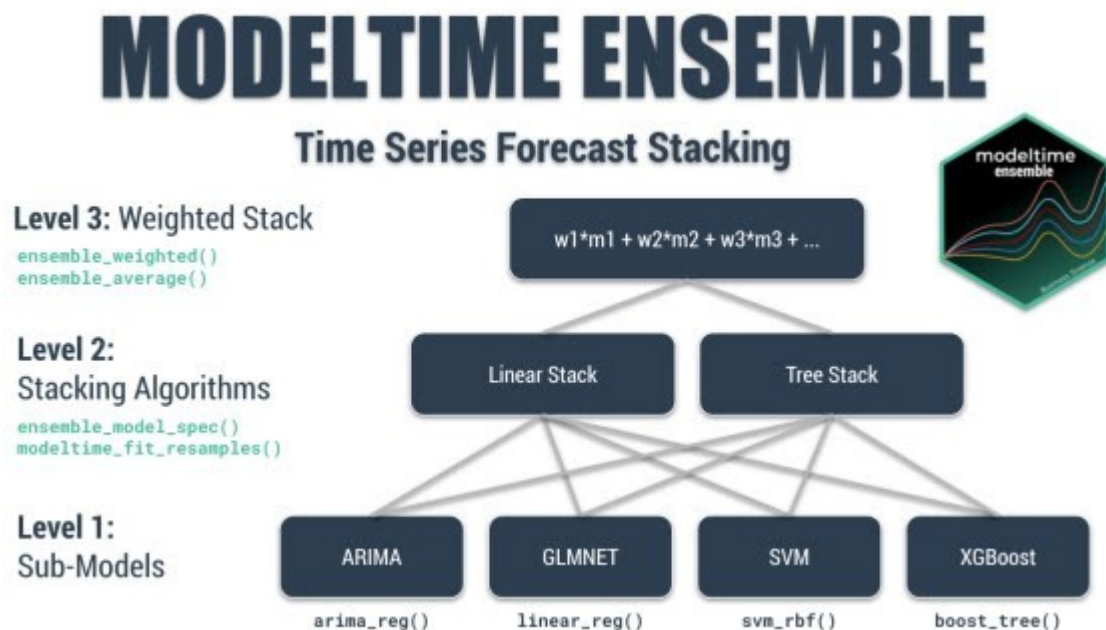 MODELTIME ENSEMBLE
Time Series Forecast Stacking
modeltime
ensemble
Level 3: Weighted Stack
ensemble_weighted()
ensemble_average()
w1*m1 + w2*m2 + w3*m3 + ...
Level 2:
Stacking Algorithms
ensemble_model_spec()
modeltime_fit_resamples()
Linear Stack
Tree Stack
Level 1:
Sub-Models
ARIMA
GLMNET
SVM
XGBoost
arima_reg()
linear_reg()
svm_rbf()
boost_tree()